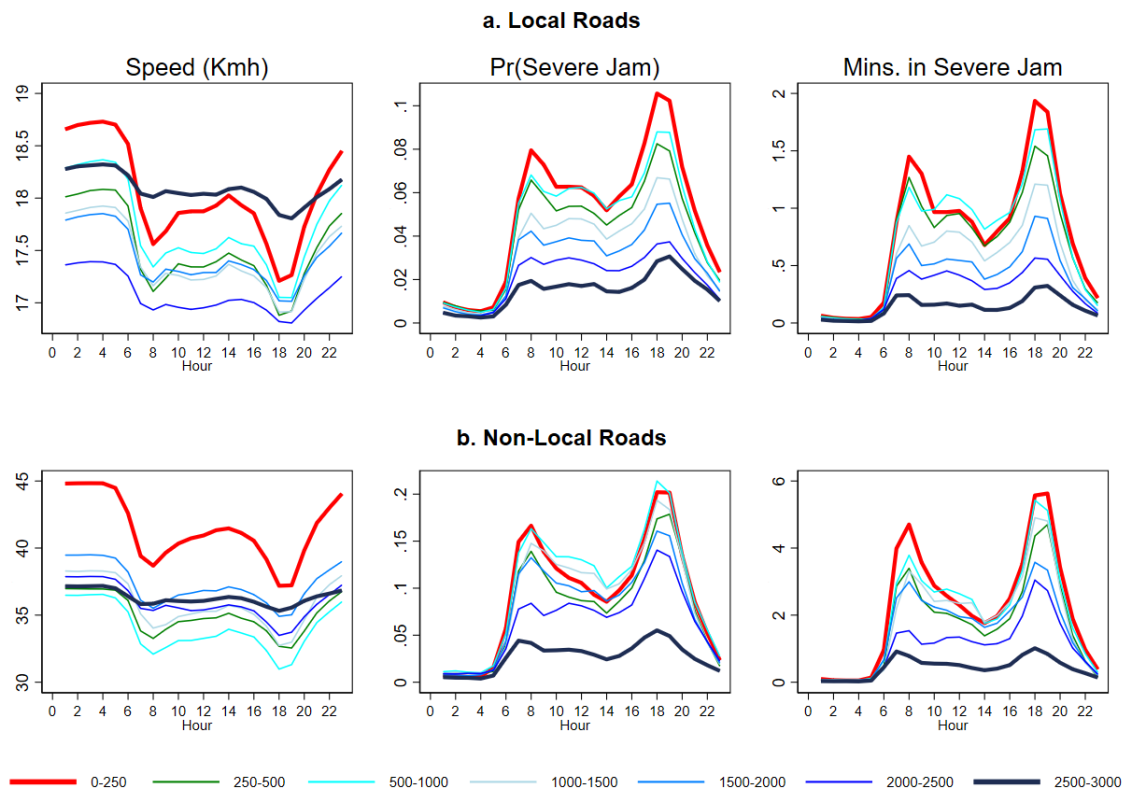 a. Local Roads
Speed (Kmh) Pr(Severe Jam) Mins. in Severe Jam
19
18.5
18
17.5
17
0 2 4 6 8 10 12 14 16 18 20 22
Hour
.1
.08
.06
.04
.02
0
0 2 4 6 8 10 12 14 16 18 20 22
Hour
2
1.5
1
.5
0
0 2 4 6 8 10 12 14 16 18 20 22
Hour
b. Non-Local Roads
45
40
35
30
0 2 4 6 8 10 12 14 16 18 20 22
Hour
.2
.15
.1
.05
0
0 2 4 6 8 10 12 14 16 18 20 22
Hour
6
4
2
0
0 2 4 6 8 10 12 14 16 18 20 22
Hour
0-250 250-500 500-1000 1000-1500 1500-2000 2000-2500 2500-3000